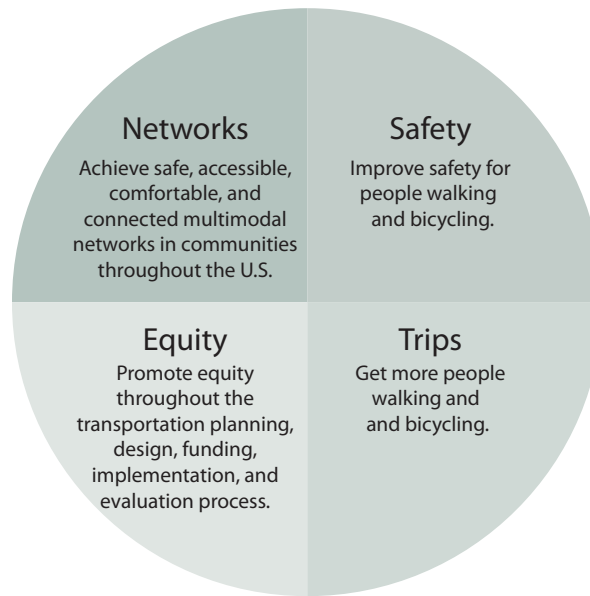 Networks
Achieve safe, accessible,
comfortable, and
connected multimodal
networks in communities
throughout the U.S.
Safety
Improve safety for
people walking
and bicycling.
Equity
Promote equity
throughout the
transportation planning,
design, funding,
implementation, and
evaluation process.
Trips
Get more people
walking and
and bicycling.